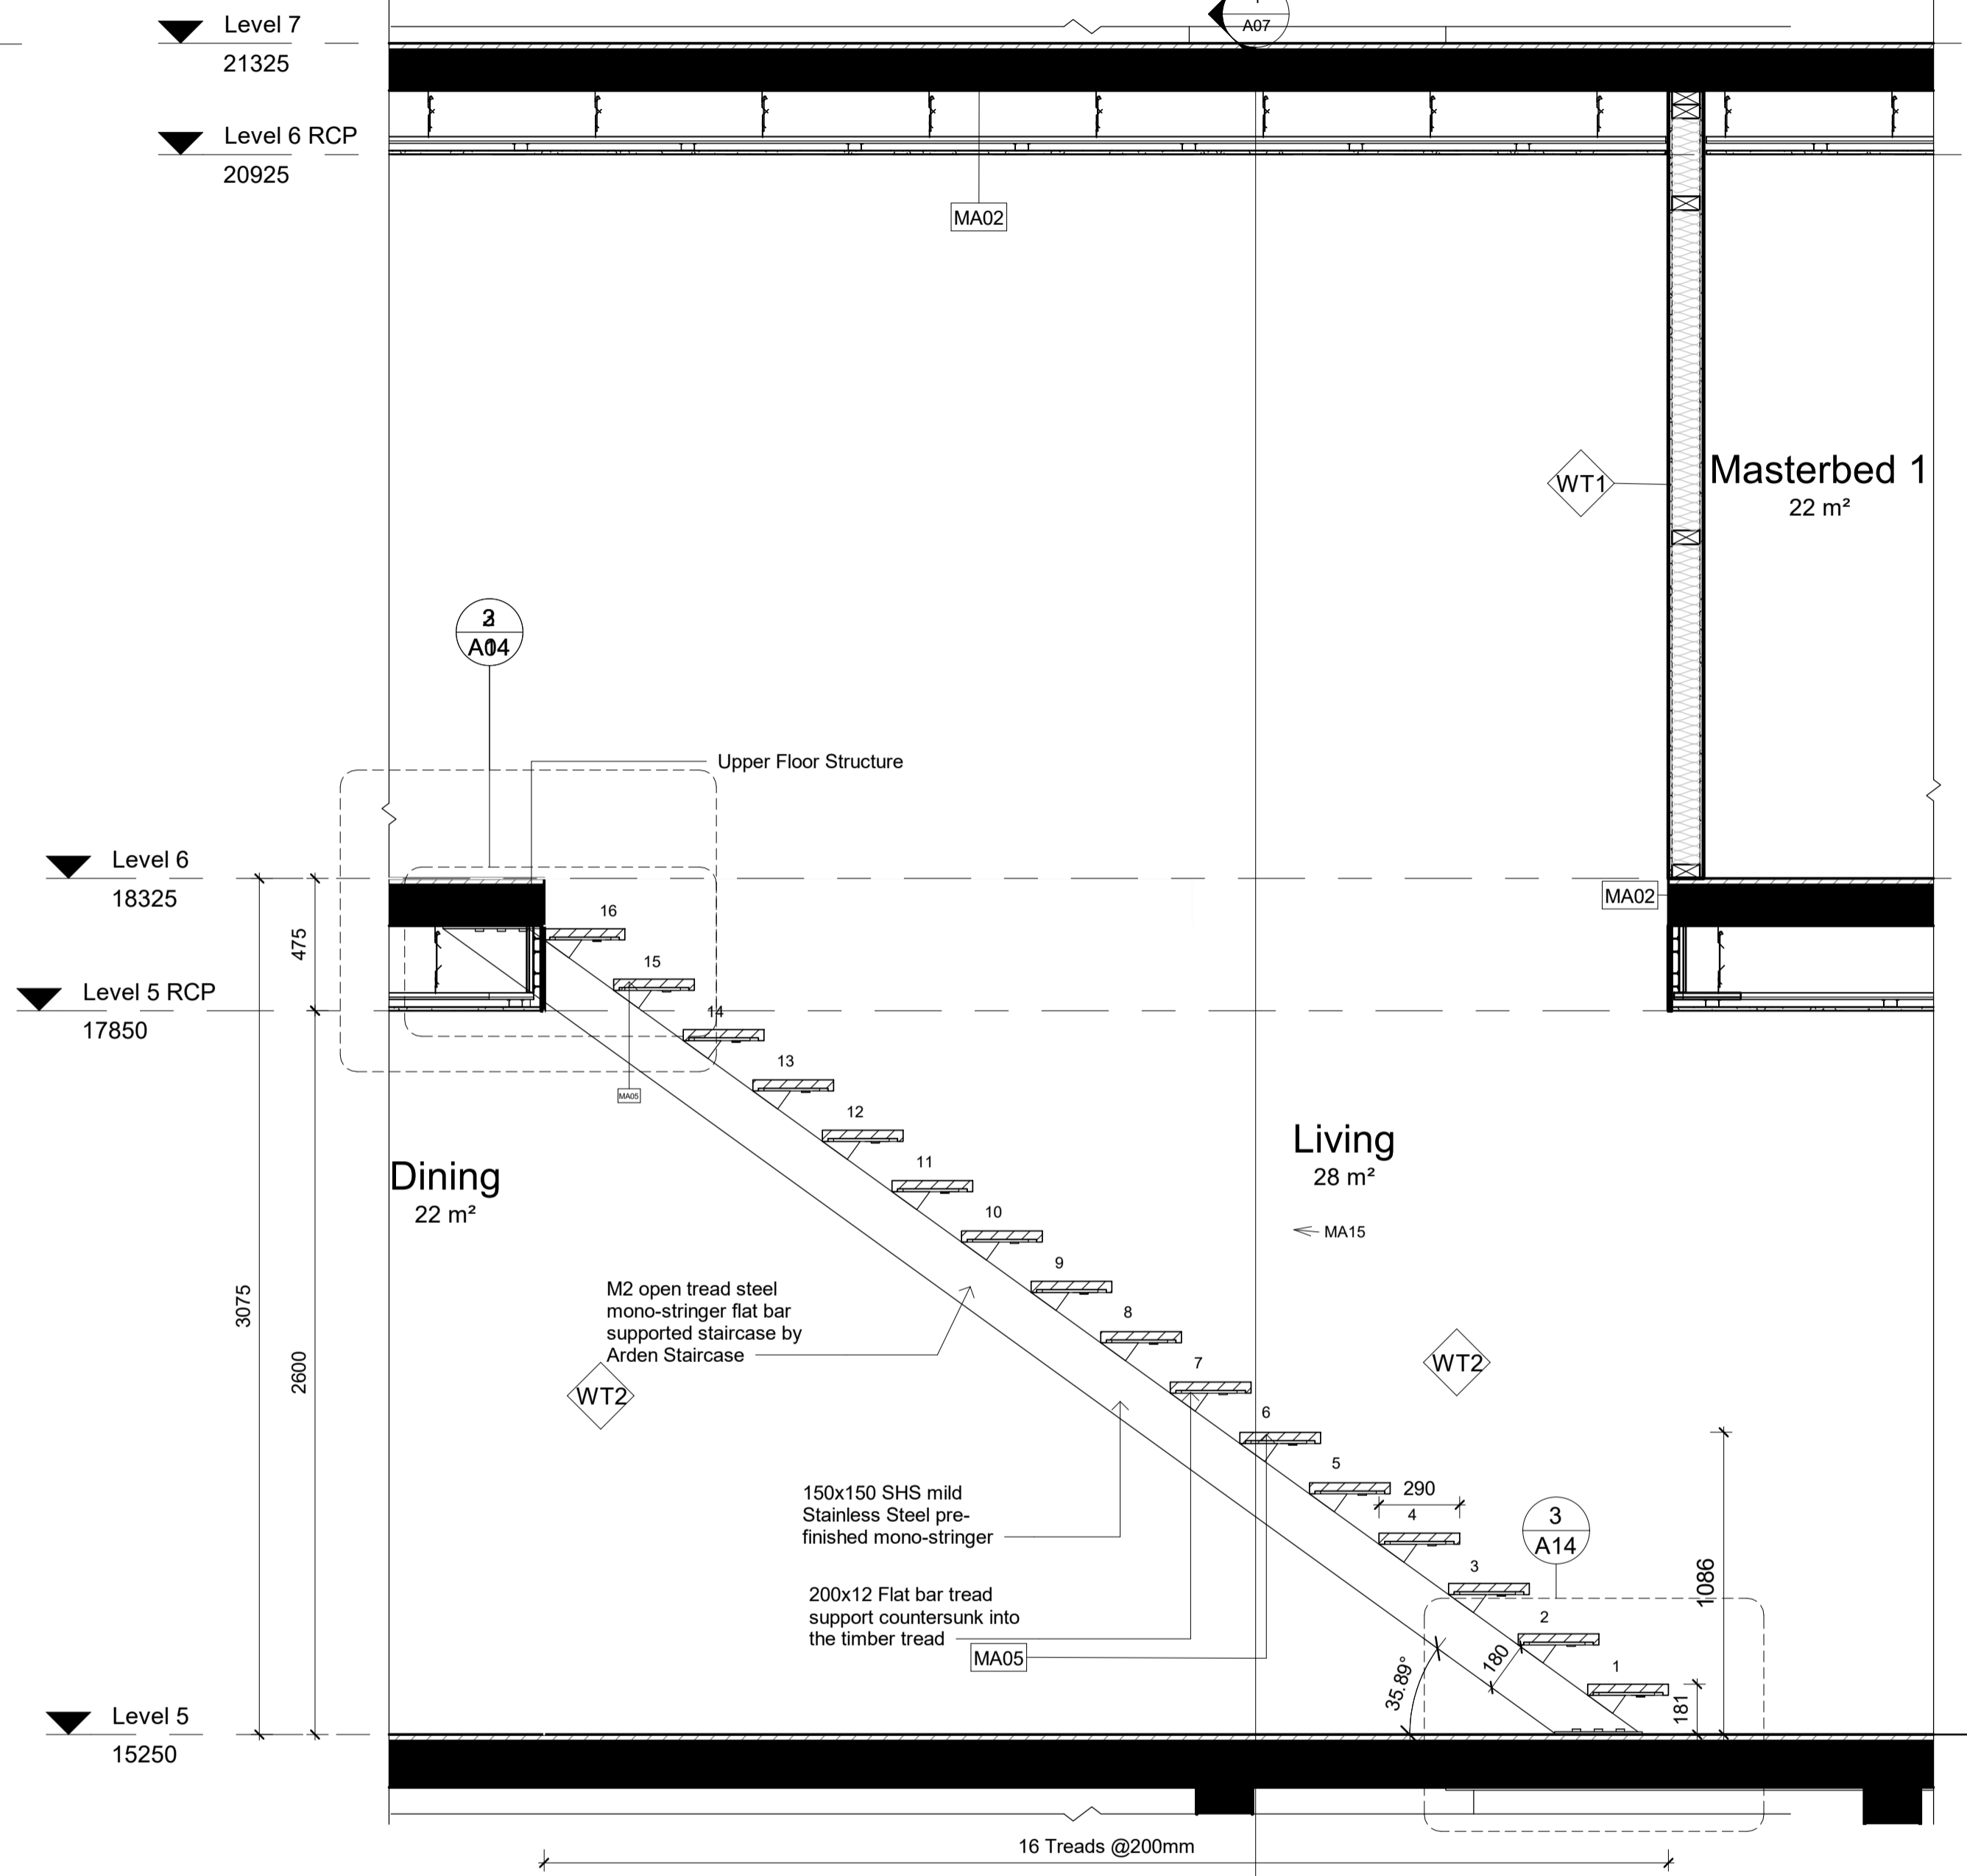 A07
Level 7
21325
Level 6 RCP
20925
MA02
WT1
Masterbed 1
22 m²
Upper Floor Structure
Level 6
18325
MA02
475
Level 5 RCP
17850
16
15
14
13
12
11
10
9
8
7
6
5
4
3
2
1
MA05
Dining
22 m²
Living
28 m²
MA15
3075
2600
M2 open tread steel
mono-stringer flat bar
supported staircase by
Arden Staircase
WT2
WT2
150x150 SHS mild
Stainless Steel pre-
finished mono-stringer
290
3
A14
1086
200x12 Flat bar tread
support countersunk into
the timber tread
MA05
35.89°
180
181
Level 5
15250
16 Treads @200mm